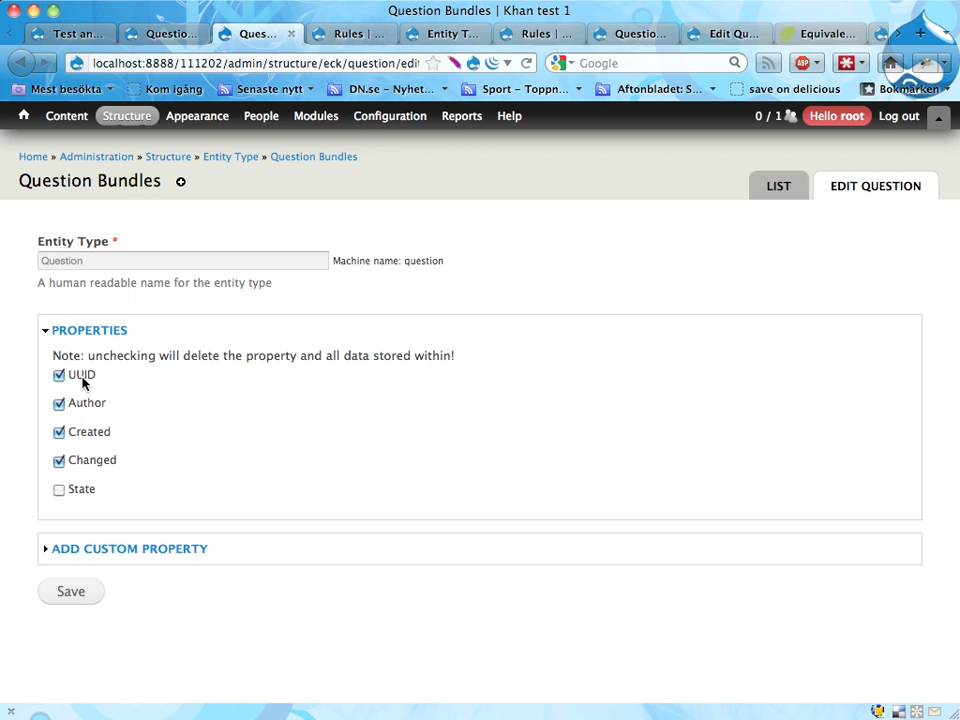 Question Bundles | Khan test 1
Test an...
Questio...
Ques...
Rules | ...
Entity T...
Rules | ...
Questio...
Edit Qu...
Equivale...
localhost:8888/111202/admin/structure/eck/question/edit
Google
ABP
Mest besökta
Kom igång
Senaste nytt
DN.se – Nyhet...
Sport – Toppn...
Aftonbladet: S...
save on delicious
Bokmärken
Content
Structure
Appearance
People
Modules
Configuration
Reports
Help
0 / 1
Hello root
Log out
Home » Administration » Structure » Entity Type » Question Bundles
Question Bundles
LIST
EDIT QUESTION
Entity Type *
Question
Machine name: question
A human readable name for the entity type
PROPERTIES
Note: unchecking will delete the property and all data stored within!
UUID
Author
Created
Changed
State
ADD CUSTOM PROPERTY
Save